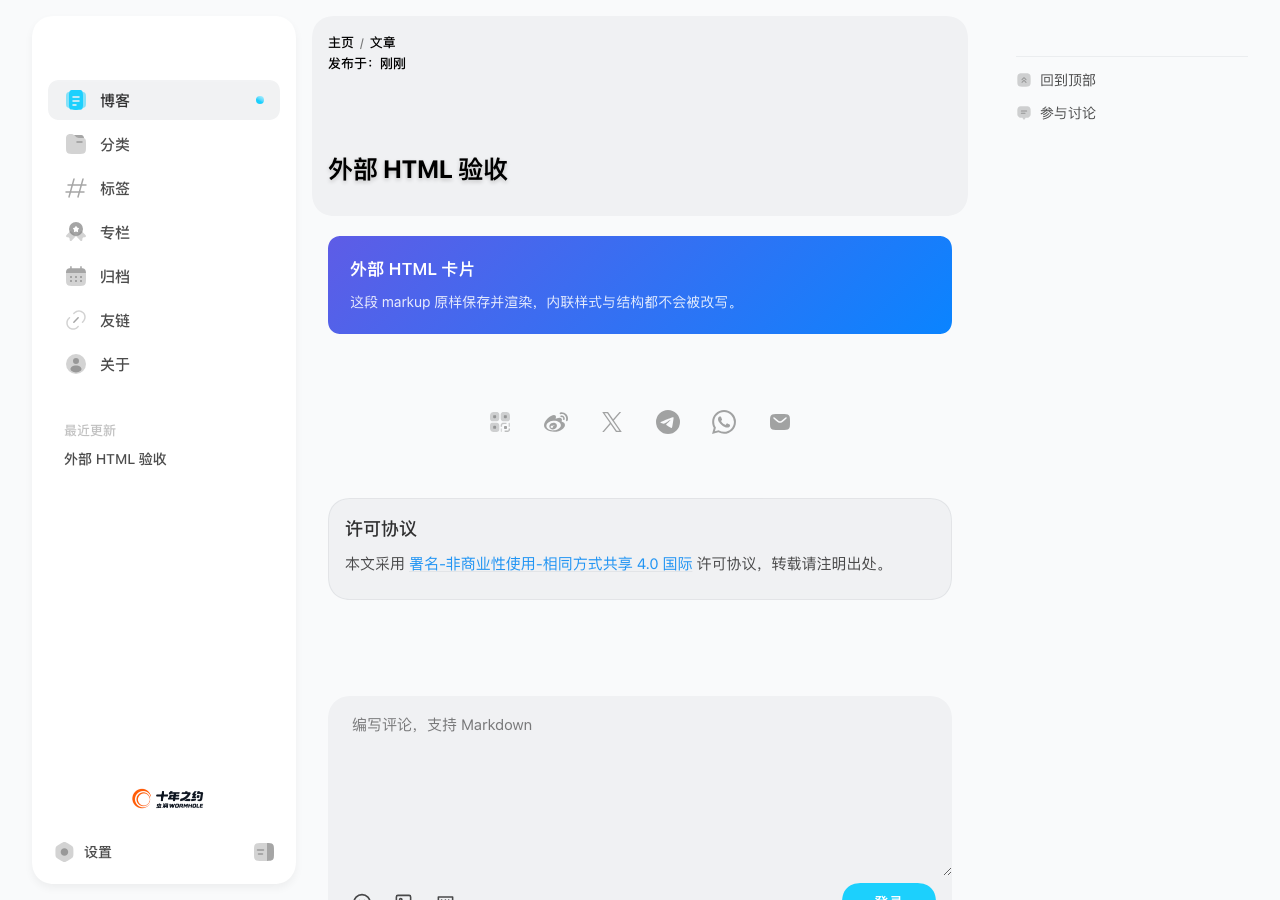 博客
分类
标签
专栏
归档
友链
关于
最近更新
外部 HTML 验收
十年之约
虫洞 WORMHOLE
设置
主页 / 文章
发布于：刚刚
外部 HTML 验收
外部 HTML 卡片
这段 markup 原样保存并渲染，内联样式与结构都不会被改写。
许可协议
本文采用 署名-非商业性使用-相同方式共享 4.0 国际 许可协议，转载请注明出处。
编写评论，支持 Markdown
登录
回到顶部
参与讨论